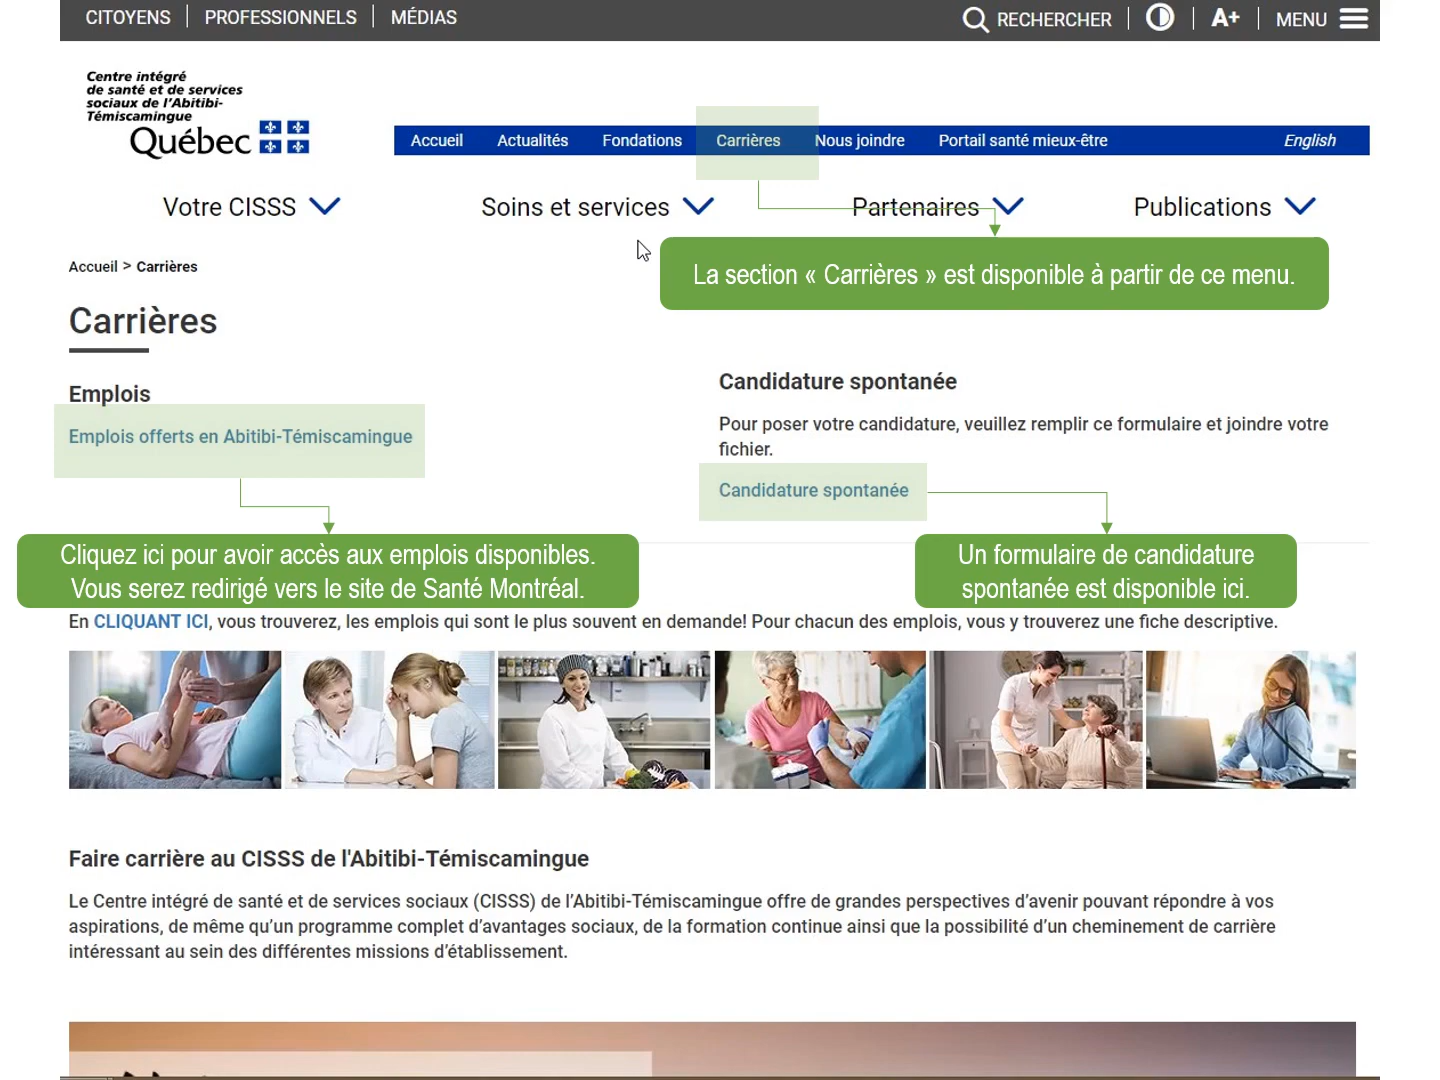 CITOYENS
PROFESSIONNELS
MÉDIAS
RECHERCHER
A+
MENU
Centre intégré
de santé et de services
sociaux de l'Abitibi-
Témiscamingue
Québec
Accueil
Actualités
Fondations
Carrières
Nous joindre
Portail santé mieux-être
English
Votre CISSS
Soins et services
Partenaires
Publications
La section « Carrières » est disponible à partir de ce menu.
Accueil > Carrières
Carrières
Emplois
Emplois offerts en Abitibi-Témiscamingue
Candidature spontanée
Pour poser votre candidature, veuillez remplir ce formulaire et joindre votre
fichier.
Candidature spontanée
Cliquez ici pour avoir accès aux emplois disponibles.
Vous serez redirigé vers le site de Santé Montréal.
Un formulaire de candidature
spontanée est disponible ici.
En CLIQUANT ICI, vous trouverez, les emplois qui sont le plus souvent en demande! Pour chacun des emplois, vous y trouverez une fiche descriptive.
Faire carrière au CISSS de l'Abitibi-Témiscamingue
Le Centre intégré de santé et de services sociaux (CISSS) de l'Abitibi-Témiscamingue offre de grandes perspectives d'avenir pouvant répondre à vos
aspirations, de même qu'un programme complet d'avantages sociaux, de la formation continue ainsi que la possibilité d'un cheminement de carrière
intéressant au sein des différentes missions d'établissement.